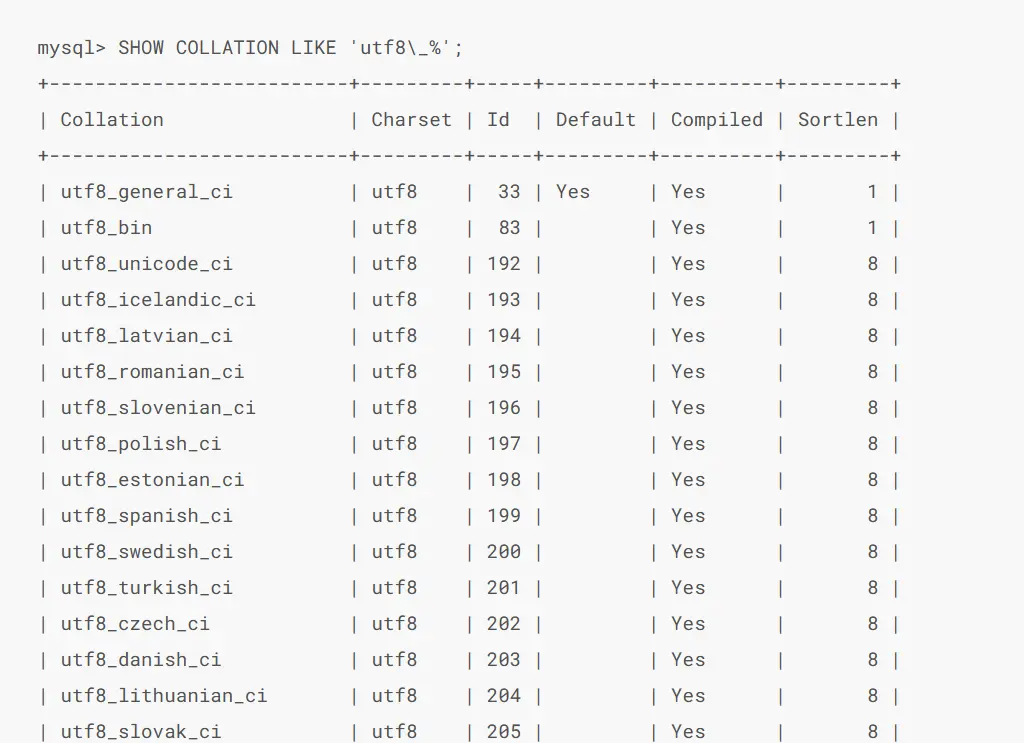 mysql> SHOW COLLATION LIKE 'utf8\_%';
+--------------------------+---------+-----+---------+----------+---------+
| Collation                | Charset | Id  | Default | Compiled | Sortlen |
+--------------------------+---------+-----+---------+----------+---------+
| utf8_general_ci          | utf8    |  33 | Yes     | Yes      |       1 |
| utf8_bin                 | utf8    |  83 |         | Yes      |       1 |
| utf8_unicode_ci          | utf8    | 192 |         | Yes      |       8 |
| utf8_icelandic_ci        | utf8    | 193 |         | Yes      |       8 |
| utf8_latvian_ci          | utf8    | 194 |         | Yes      |       8 |
| utf8_romanian_ci         | utf8    | 195 |         | Yes      |       8 |
| utf8_slovenian_ci        | utf8    | 196 |         | Yes      |       8 |
| utf8_polish_ci           | utf8    | 197 |         | Yes      |       8 |
| utf8_estonian_ci         | utf8    | 198 |         | Yes      |       8 |
| utf8_spanish_ci          | utf8    | 199 |         | Yes      |       8 |
| utf8_swedish_ci          | utf8    | 200 |         | Yes      |       8 |
| utf8_turkish_ci          | utf8    | 201 |         | Yes      |       8 |
| utf8_czech_ci            | utf8    | 202 |         | Yes      |       8 |
| utf8_danish_ci           | utf8    | 203 |         | Yes      |       8 |
| utf8_lithuanian_ci       | utf8    | 204 |         | Yes      |       8 |
| utf8_slovak_ci           | utf8    | 205 |         | Yes      |       8 |